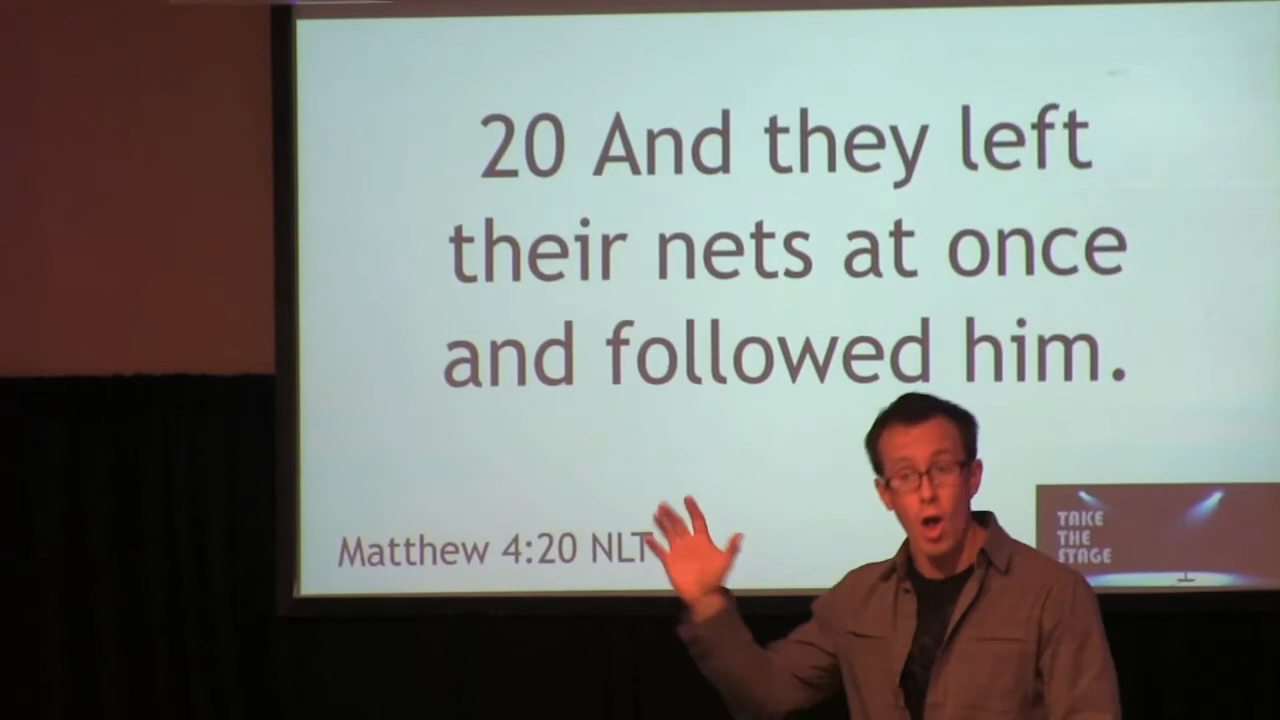 20 And they left
their nets at once
and followed him.
Matthew 4:20 NLT
TAKE
THE
STAGE